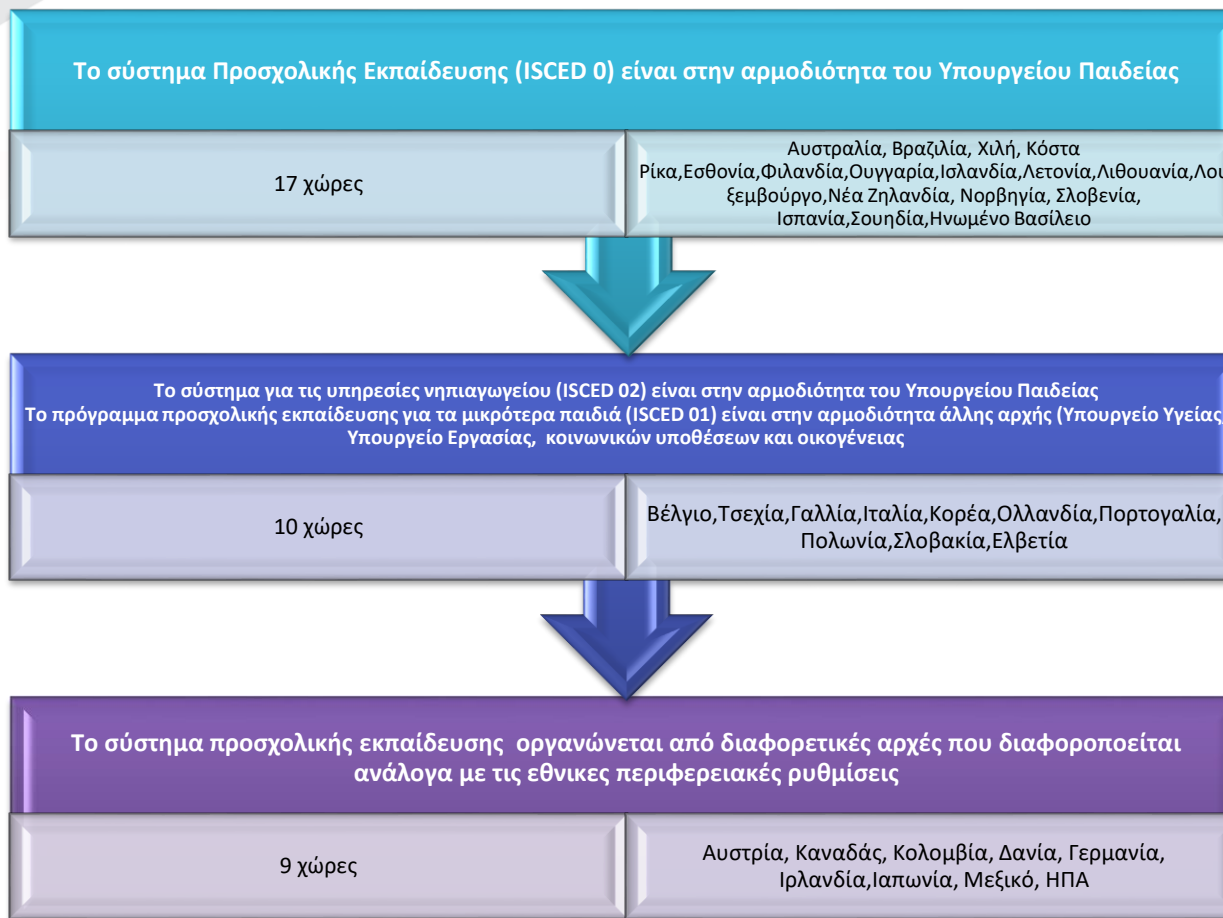 Το σύστημα Προσχολικής Εκπαίδευσης (ISCED 0) είναι στην αρμοδιότητα του Υπουργείου Παιδείας
17 χώρες
Αυστραλία, Βραζιλία, Χιλή, Κόστα
Ρίκα,Εσθονία,Φιλανδία,Ουγγαρία,Ισλανδία,Λετονία,Λιθουανία,Λου
ξεμβούργο,Νέα Ζηλανδία, Νορβηγία, Σλοβενία,
Ισπανία,Σουηδία,Ηνωμένο Βασίλειο
Το σύστημα για τις υπηρεσίες νηπιαγωγείου (ISCED 02) είναι στην αρμοδιότητα του Υπουργείου Παιδείας
Το πρόγραμμα προσχολικής εκπαίδευσης για τα μικρότερα παιδιά (ISCED 01) είναι στην αρμοδιότητα άλλης αρχής (Υπουργείο Υγείας,
Υπουργείο Εργασίας,  κοινωνικών υποθέσεων και οικογένειας
10 χώρες
Βέλγιο,Τσεχία,Γαλλία,Ιταλία,Κορέα,Ολλανδία,Πορτογαλία,
Πολωνία,Σλοβακία,Ελβετία
Το σύστημα προσχολικής εκπαίδευσης  οργανώνεται από διαφορετικές αρχές που διαφοροποείται
ανάλογα με τις εθνικες περιφερειακές ρυθμίσεις
9 χώρες
Αυστρία, Καναδάς, Κολομβία, Δανία, Γερμανία,
Ιρλανδία,Ιαπωνία, Μεξικό, ΗΠΑ